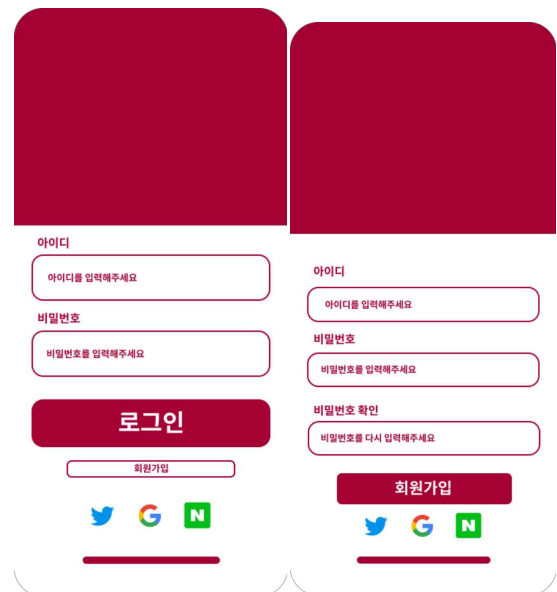 아이디
아이디를 입력해주세요
비밀번호
비밀번호를 입력해주세요
로그인
회원가입
N
아이디
아이디를 입력해주세요
비밀번호
비밀번호를 입력해주세요
비밀번호 확인
비밀번호를 다시 입력해주세요
회원가입
N